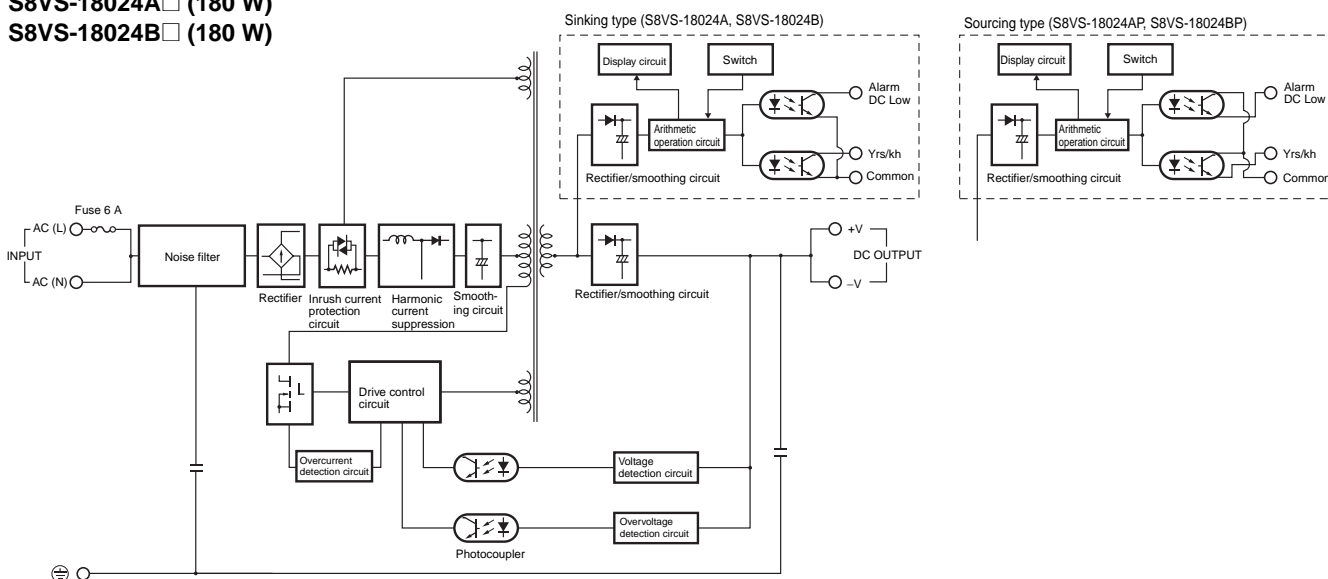 S8VS-18024A□ (180 W)
S8VS-18024B□ (180 W)
Sinking type (S8VS-18024A, S8VS-18024B)
Display circuit
Switch
Alarm
DC Low
Arithmetic
operation circuit
Yrs/kh
Rectifier/smoothing circuit
Common
Sourcing type (S8VS-18024AP, S8VS-18024BP)
Display circuit
Switch
Alarm
DC Low
Arithmetic
operation circuit
Yrs/kh
Rectifier/smoothing circuit
Common
Fuse 6 A
AC (L)
INPUT
AC (N)
Noise filter
Rectifier
Inrush current
protection
circuit
Harmonic
current
suppression
Smooth-
ing circuit
Rectifier/smoothing circuit
+V
DC OUTPUT
–V
Drive control
circuit
Overcurrent
detection circuit
Voltage
detection circuit
Overvoltage
detection circuit
Photocoupler